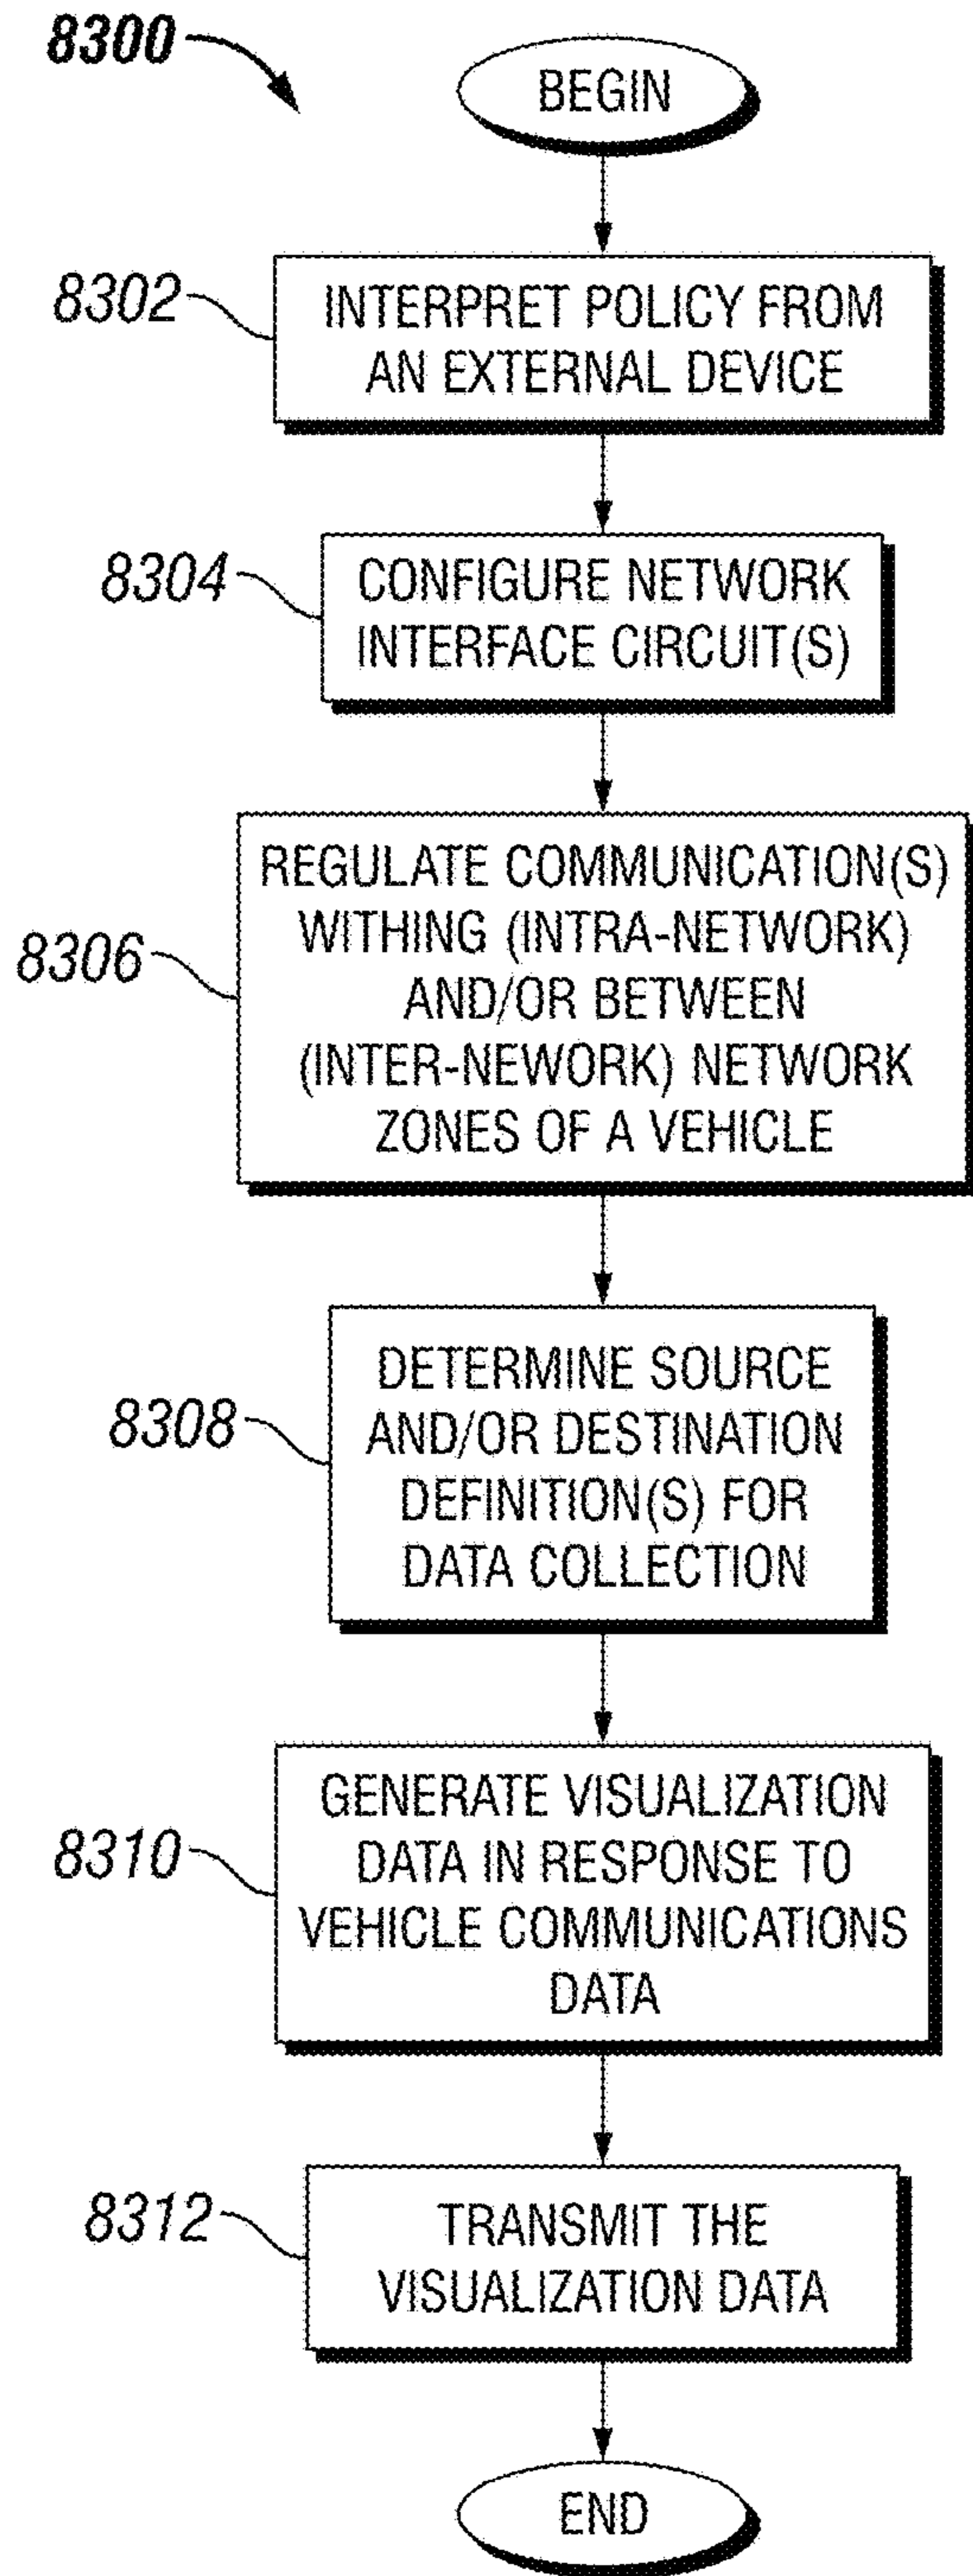 8300
BEGIN
8302
INTERPRET POLICY FROM
AN EXTERNAL DEVICE
8304
CONFIGURE NETWORK
INTERFACE CIRCUIT(S)
8306
REGULATE COMMUNICATION(S)
WITHING (INTRA-NETWORK)
AND/OR BETWEEN
(INTER-NEWORK) NETWORK
ZONES OF A VEHICLE
8308
DETERMINE SOURCE
AND/OR DESTINATION
DEFINITION(S) FOR
DATA COLLECTION
8310
GENERATE VISUALIZATION
DATA IN RESPONSE TO
VEHICLE COMMUNICATIONS
DATA
8312
TRANSMIT THE
VISUALIZATION DATA
END